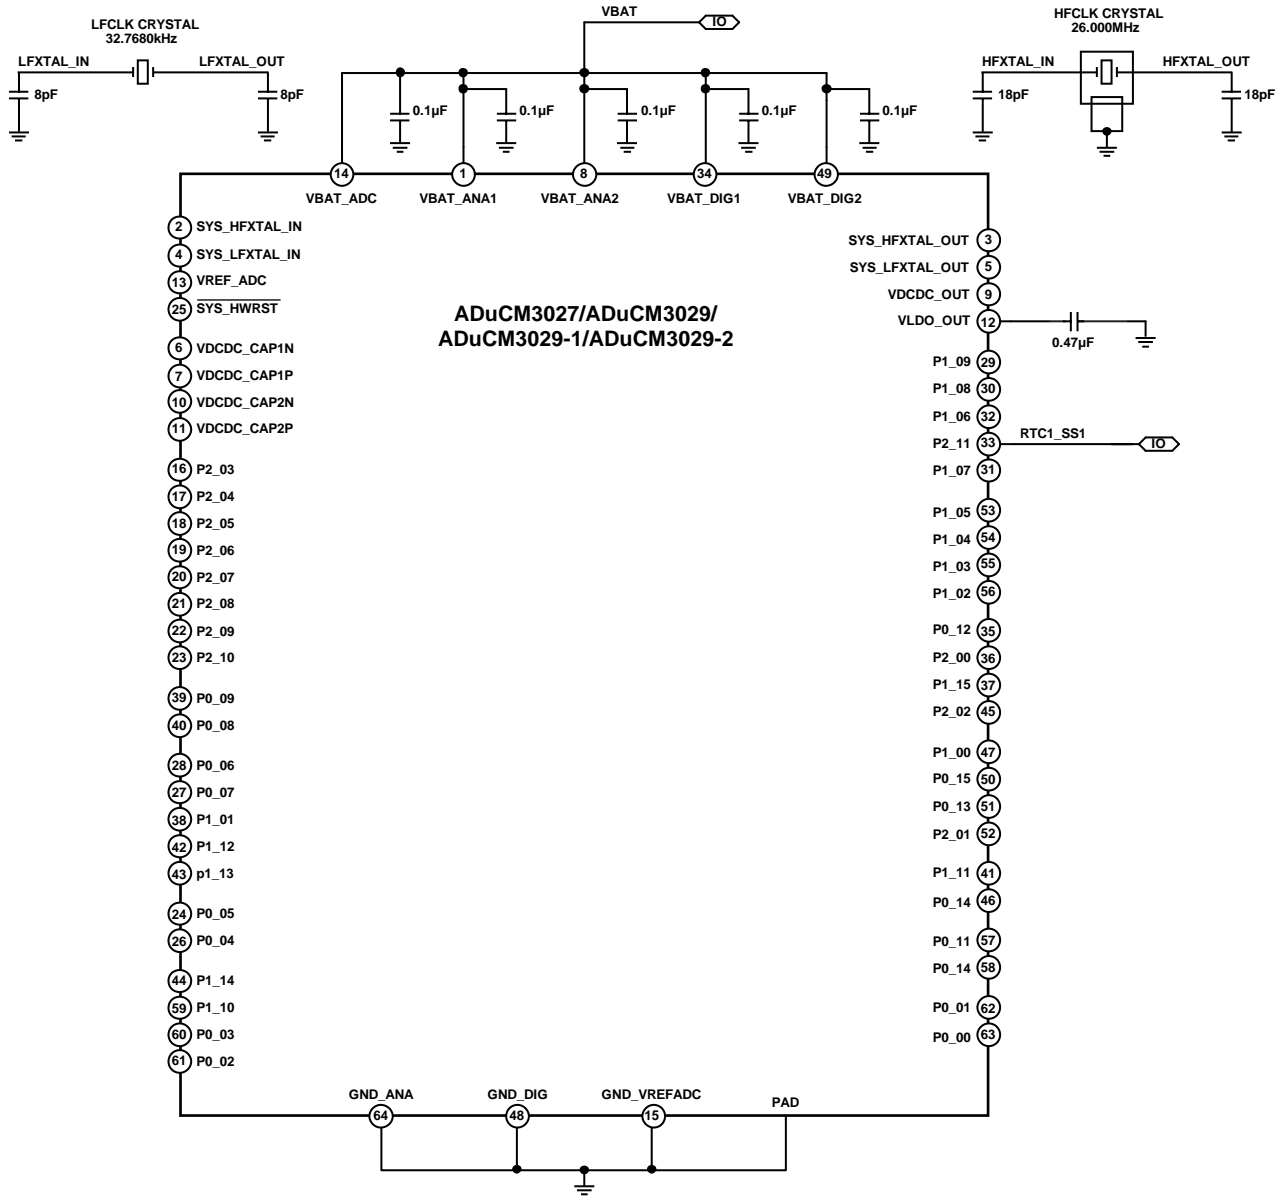 VBAT
IO
LFCLK CRYSTAL
32.7680kHz
LFXTAL_IN
LFXTAL_OUT
8pF
8pF
HFCLK CRYSTAL
26.000MHz
HFXTAL_IN
HFXTAL_OUT
18pF
18pF
0.1µF
0.1µF
0.1µF
0.1µF
0.1µF
14
1
8
34
49
VBAT_ADC
VBAT_ANA1
VBAT_ANA2
VBAT_DIG1
VBAT_DIG2
ADuCM3027/ADuCM3029/
ADuCM3029-1/ADuCM3029-2
2 SYS_HFXTAL_IN
4 SYS_LFXTAL_IN
13 VREF_ADC
25 SYS_HWRST
6 VDCDC_CAP1N
7 VDCDC_CAP1P
10 VDCDC_CAP2N
11 VDCDC_CAP2P
16 P2_03
17 P2_04
18 P2_05
19 P2_06
20 P2_07
21 P2_08
22 P2_09
23 P2_10
39 P0_09
40 P0_08
28 P0_06
27 P0_07
38 P1_01
42 P1_12
43 p1_13
24 P0_05
26 P0_04
44 P1_14
59 P1_10
60 P0_03
61 P0_02
SYS_HFXTAL_OUT 3
SYS_LFXTAL_OUT 5
VDCDC_OUT 9
VLDO_OUT 12
0.47µF
P1_09 29
P1_08 30
P1_06 32
P2_11 33
RTC1_SS1
IO
P1_07 31
P1_05 53
P1_04 54
P1_03 55
P1_02 56
P0_12 35
P2_00 36
P1_15 37
P2_02 45
P1_00 47
P0_15 50
P0_13 51
P2_01 52
P1_11 41
P0_14 46
P0_11 57
P0_14 58
P0_01 62
P0_00 63
GND_ANA
GND_DIG
GND_VREFADC
PAD
64
48
15